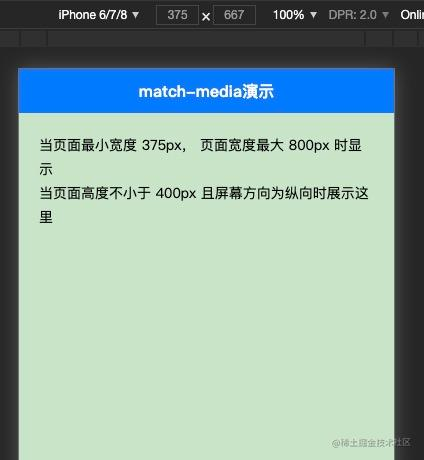 iPhone 6/7/8 ▼ 375 × 667 100% ▼ DPR: 2.0 ▼ Onli
match-media演示
当页面最小宽度 375px， 页面宽度最大 800px 时显
示
当页面高度不小于 400px 且屏幕方向为纵向时展示这
里
@稀土掘金技术社区